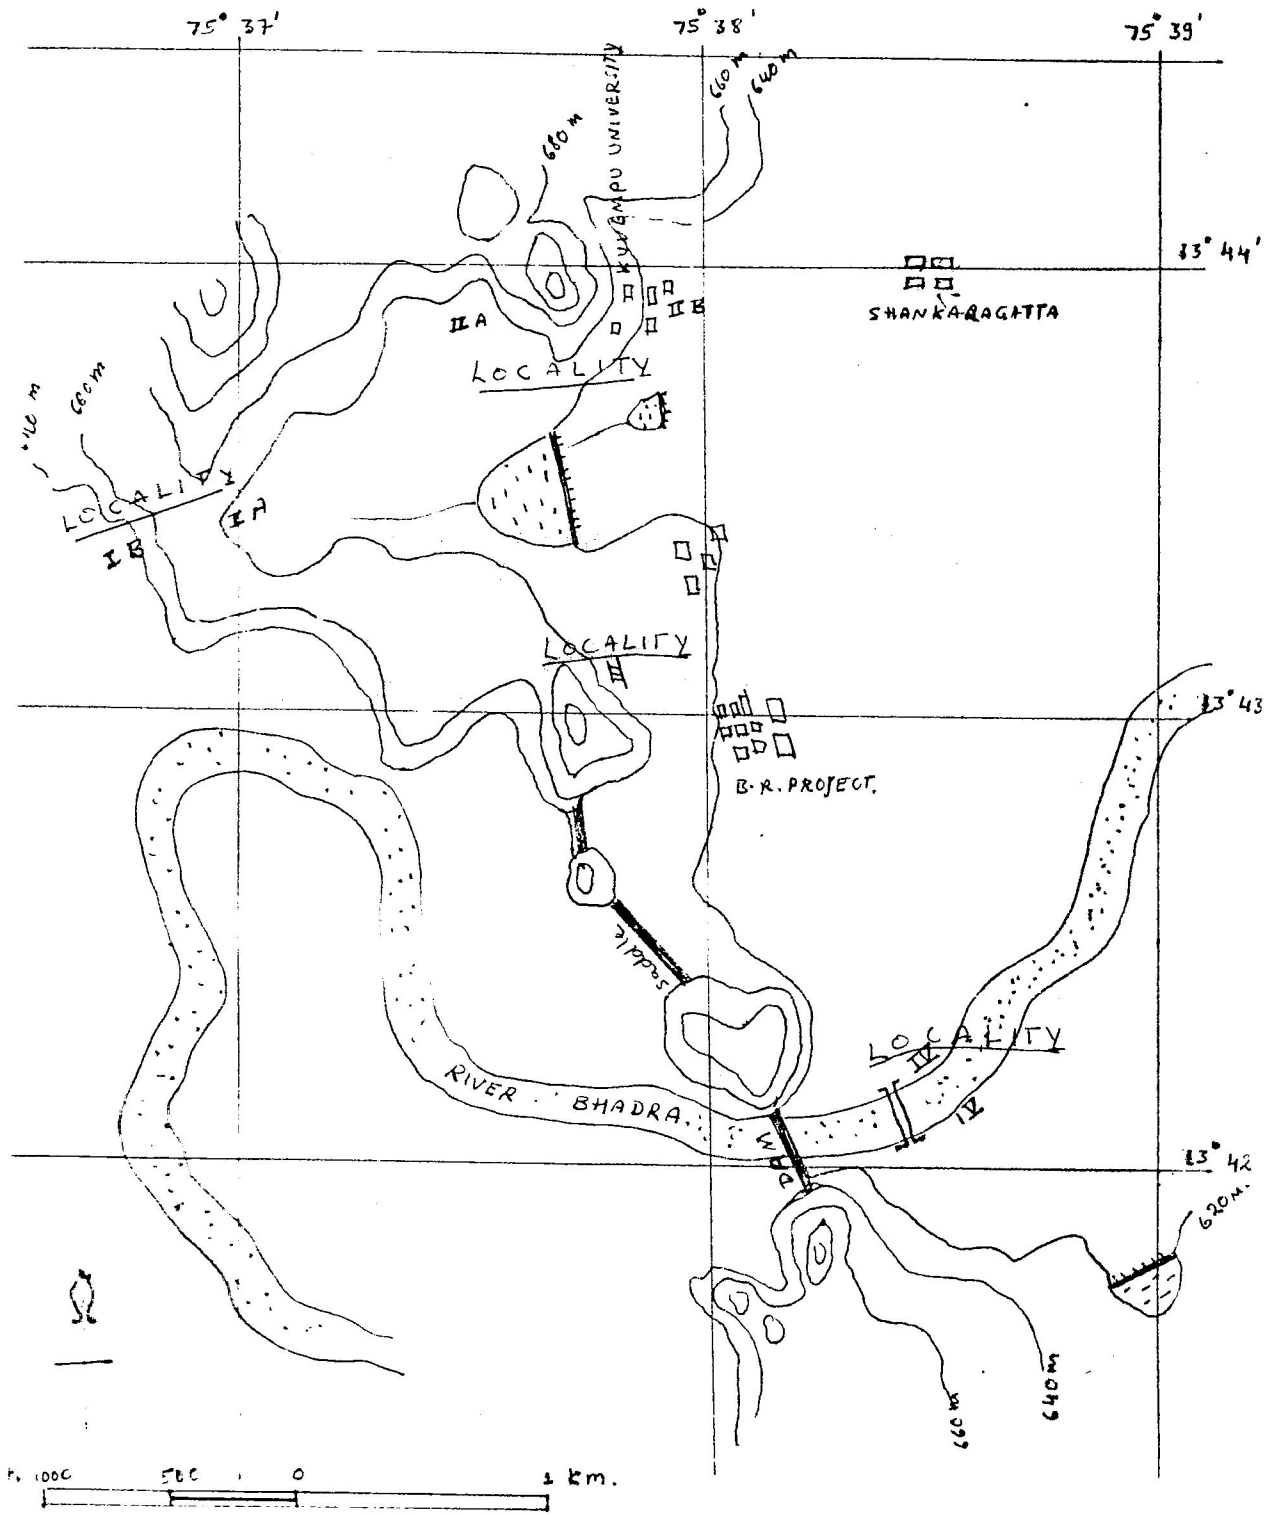 75° 37'
75° 38'
75° 39'
660 m
640 m
680 m
KUVEMPU UNIVERSITY
13° 44'
SHANKARAGATTA
II A
II B
LOCALITY
660 m
LOCALITY
I A
I B
LOCALITY
III
13° 43
B.R. PROJECT.
Saddle
LOCALITY
IV
IV
RIVER BHADRA
DAM
13° 42
620 m.
660 m
640 m
1000 500 0 1 Km.